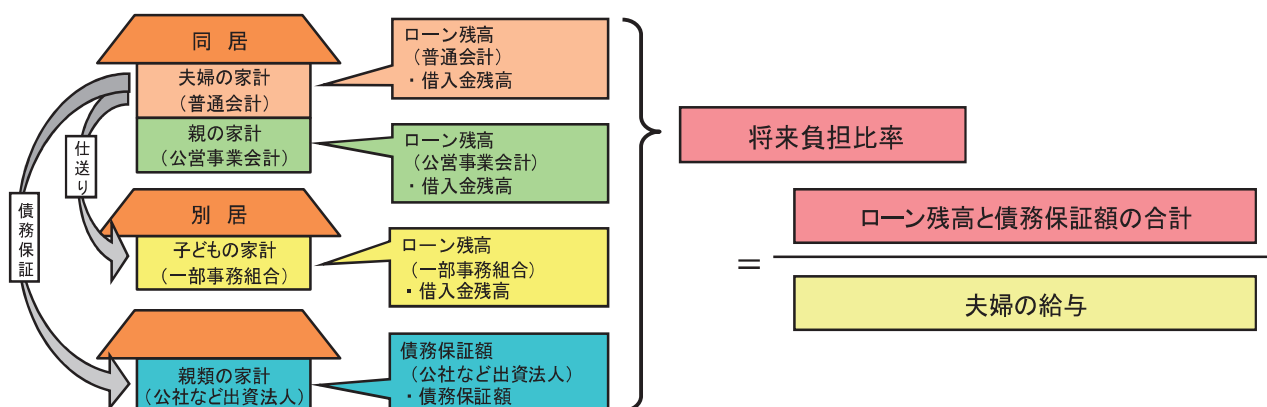 同 居
夫婦の家計
(普通会計)
親の家計
(公営事業会計)
仕送り
債務保証
別 居
子どもの家計
(一部事務組合)
親類の家計
(公社など出資法人)
ローン残高
(普通会計)
・借入金残高
ローン残高
(公営事業会計)
・借入金残高
ローン残高
(一部事務組合)
・借入金残高
債務保証額
(公社など出資法人)
・債務保証額
将来負担比率
=
ローン残高と債務保証額の合計
夫婦の給与